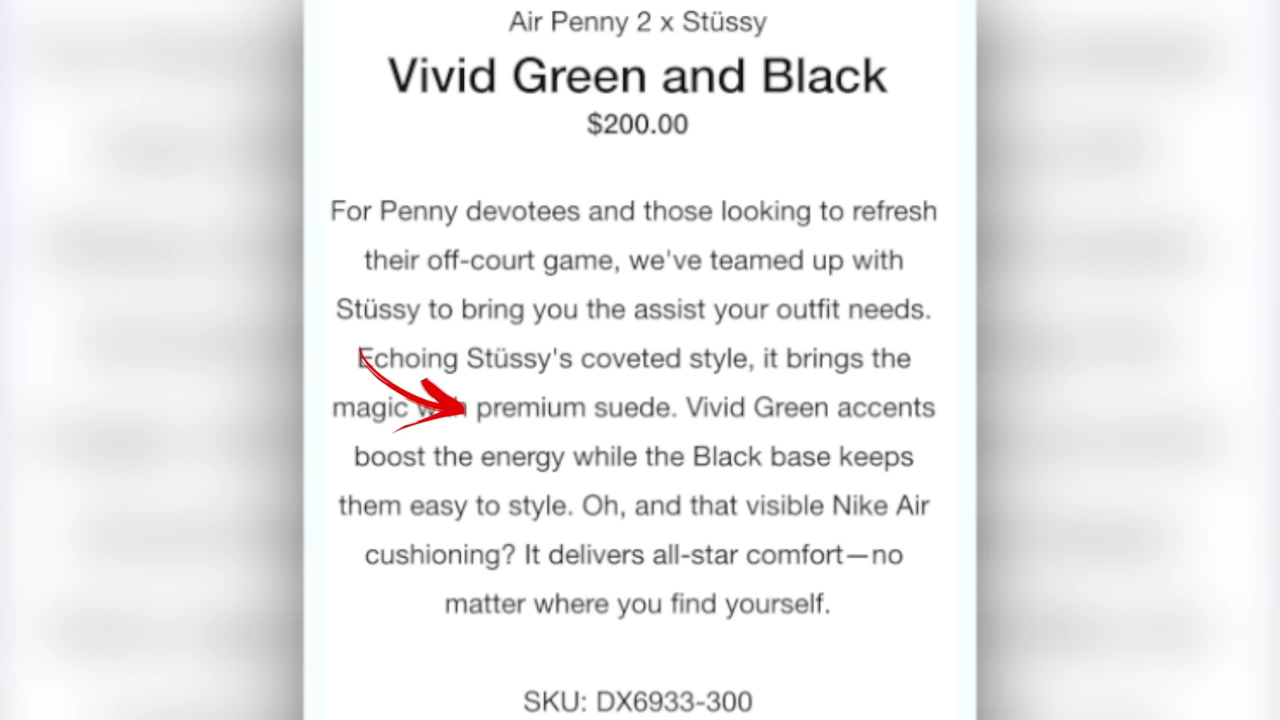 Air Penny 2 x Stüssy
Vivid Green and Black
$200.00
For Penny devotees and those looking to refresh
their off-court game, we've teamed up with
Stüssy to bring you the assist your outfit needs.
Echoing Stüssy's coveted style, it brings the
magic with premium suede. Vivid Green accents
boost the energy while the Black base keeps
them easy to style. Oh, and that visible Nike Air
cushioning? It delivers all-star comfort—no
matter where you find yourself.
SKU: DX6933-300